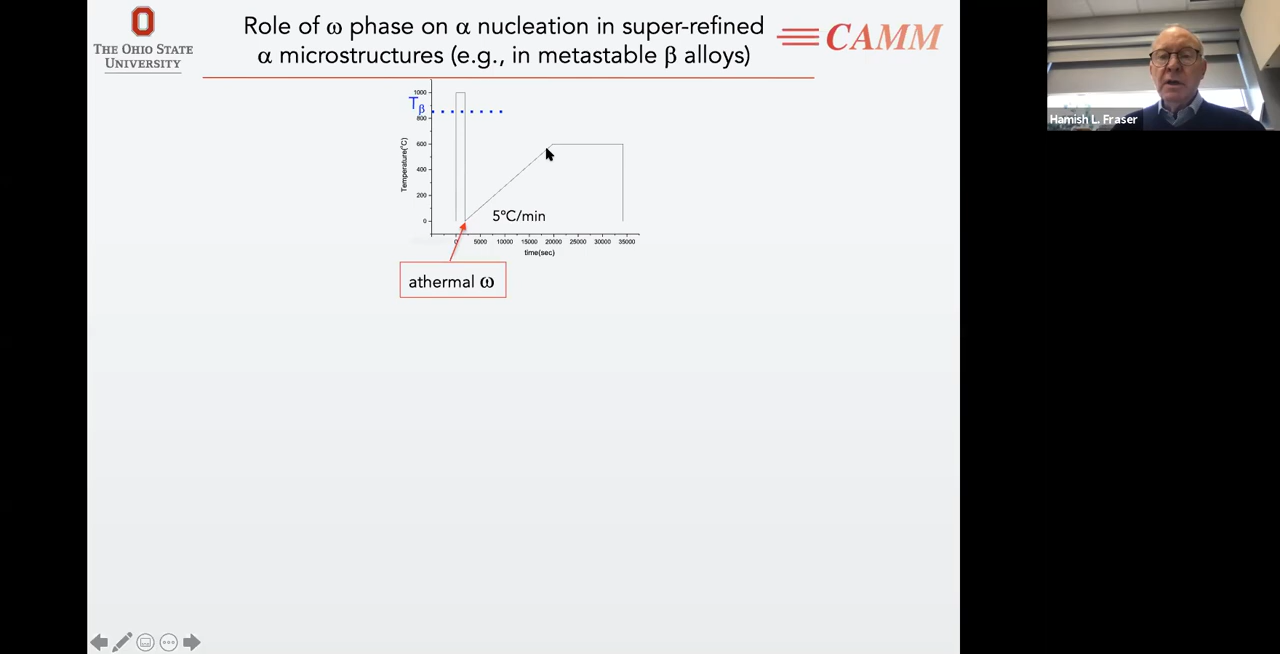 THE OHIO STATE
UNIVERSITY
Role of ω phase on α nucleation in super-refined
α microstructures (e.g., in metastable β alloys)
CAMM
Hamish L. Fraser
Tβ
1000
800
600
400
200
0
Temperature(°C)
5°C/min
0 5000 10000 15000 20000 25000 30000 35000
time(sec)
athermal ω